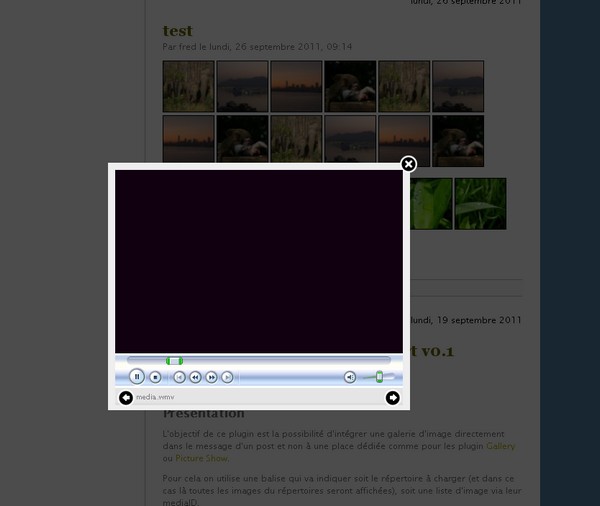 lundi, 26 septembre 2011
test
Par fred le lundi, 26 septembre 2011, 09:14
lundi, 19 septembre 2011
t v0.1
media.wmv
Présentation
L'objectif de ce plugin est la possibilité d'intégrer une galerie d'image directement
dans le message d'un post et non à une place dédiée comme pour les plugin Gallery
ou Picture Show.
Pour cela on utilise une balise qui va indiquer soit le répertoire à charger (et dans ce
cas là toutes les images du répertoires seront affichées), soit une liste d'image via leur
mediaID.